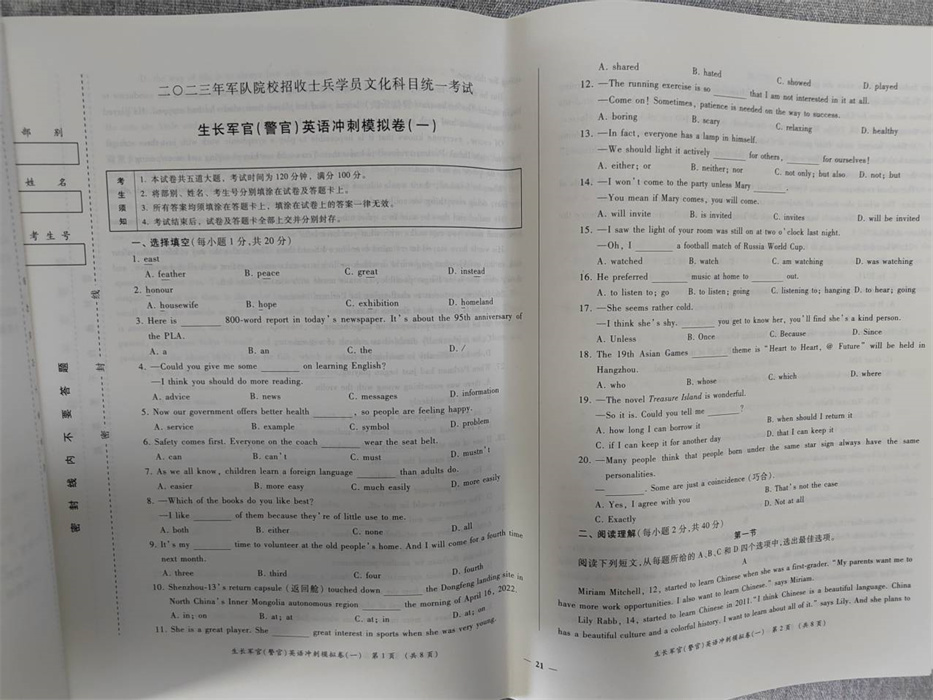 部 别
姓 名
考 生 号
密 封 线 内 不 要 答 题
密 封 线
二〇二三年军队院校招收士兵学员文化科目统一考试
生长军官(警官)英语冲刺模拟卷(一)
考生须知
1. 本试卷共五道大题，考试时间为120分钟，满分100分。
2. 将部别、姓名、考生号分别填涂在试卷及答题卡上。
3. 所有答案均须填涂在答题卡上，填涂在试卷上的答案一律无效。
4. 考试结束后，试卷及答题卡全部上交并分别封存。
一、选择填空(每小题1分,共20分)
1. east
A. feather B. peace C. great D. instead
2. honour
A. housewife B. hope C. exhibition D. homeland
3. Here is ______ 800-word report in today's newspaper. It's about the 95th anniversary of
the PLA.
A. a B. an C. the D. /
4. —Could you give me some ______ on learning English?
—I think you should do more reading.
A. advice B. news C. messages D. information
5. Now our government offers better health ______, so people are feeling happy.
A. service B. example C. symbol D. problem
6. Safety comes first. Everyone on the coach ______ wear the seat belt.
A. can B. can't C. must D. mustn't
7. As we all know, children learn a foreign language ______ than adults do.
A. easier B. more easy C. much easily D. more easily
8. —Which of the books do you like best?
—I like ______ of them because they're of little use to me.
A. both B. either C. none D. all
9. It's my ______ time to volunteer at the old people's home. And I will come for a fourth time
next month.
A. three B. third C. four D. fourth
10. Shenzhou-13's return capsule (返回舱) touched down ______ the Dongfeng landing site in
North China's Inner Mongolia autonomous region ______ the morning of April 16, 2022.
A. in; on B. at; at C. at; in D. at; on
11. She is a great player. She ______ great interest in sports when she was very young.
生长军官(警官)英语冲刺模拟卷(一) 第1页 (共8页)
A. shared B. hated C. showed D. played
12. —The running exercise is so ______ that I am not interested in it at all.
—Come on! Sometimes, patience is needed on the way to success.
A. boring B. scary C. relaxing D. healthy
13. —In fact, everyone has a lamp in himself.
—We should light it actively ______ for others, ______ for ourselves!
A. either; or B. neither; nor C. not only; but also D. not; but
14. —I won't come to the party unless Mary ______.
—You mean if Mary comes, you will come.
A. will invite B. is invited C. invites D. will be invited
15. —I saw the light of your room was still on at two o'clock last night.
—Oh, I ______ a football match of Russia World Cup.
A. watched B. watch C. am watching D. was watching
16. He preferred ______ music at home to ______ out.
A. to listen to; go B. to listen; going C. listening to; hanging D. to hear; going
17. —She seems rather cold.
—I think she's shy. ______ you get to know her, you'll find she's a kind person.
A. Unless B. Once C. Because D. Since
18. The 19th Asian Games ______ theme is "Heart to Heart, @ Future" will be held in
Hangzhou.
A. who B. whose C. which D. where
19. —The novel Treasure Island is wonderful.
—So it is. Could you tell me ______?
A. how long I can borrow it B. when should I return it
C. if I can keep it for another day D. that I can keep it
20. —Many people think that people born under the same star sign always have the same
personalities.
—______. Some are just a coincidence (巧合).
A. Yes, I agree with you B. That's not the case
C. Exactly D. Not at all
二、阅读理解(每小题2分,共40分)
第一节
阅读下列短文,从每题所给的A、B、C和D四个选项中,选出最佳选项。
A
Miriam Mitchell, 12, started to learn Chinese when she was a first-grader. "My parents want me to
have more work opportunities. I also want to learn Chinese." says Miriam.
Lily Rabb, 14, started to learn Chinese in 2011."I think Chinese is a beautiful language. China
has a beautiful culture and a colorful history. I want to learn about all of it." says Lily. And she plans to
生长军官(警官)英语冲刺模拟卷(一) 第2页 (共8页)
— 21 —